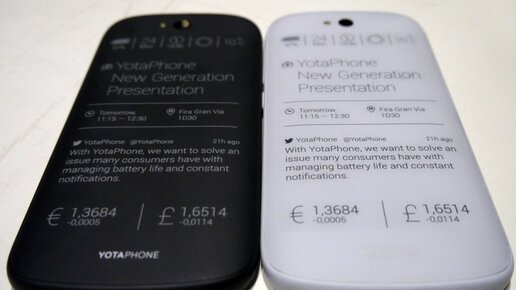 24
10°
YotaPhone
New Generation
Presentation
Tomorrow,
11:15 – 12:30
Fira Gran Via
1D30
YotaPhone @YotaPhone 21h ago
With YotaPhone, we want to solve an
issue many consumers have with
managing battery life and constant
notifications.
€ 1,3684
-0,0005
£ 1,6514
-0,0114
YOTAPHONE
24
10°
YotaPhone
New Generation
Presentation
Tomorrow,
11:15 – 12:30
Fira Gran Via
1D30
YotaPhone @YotaPhone 21h ago
With YotaPhone, we want to solve an
issue many consumers have with
managing battery life and constant
notifications.
€ 1,3684
-0,0005
£ 1,6514
-0,0114